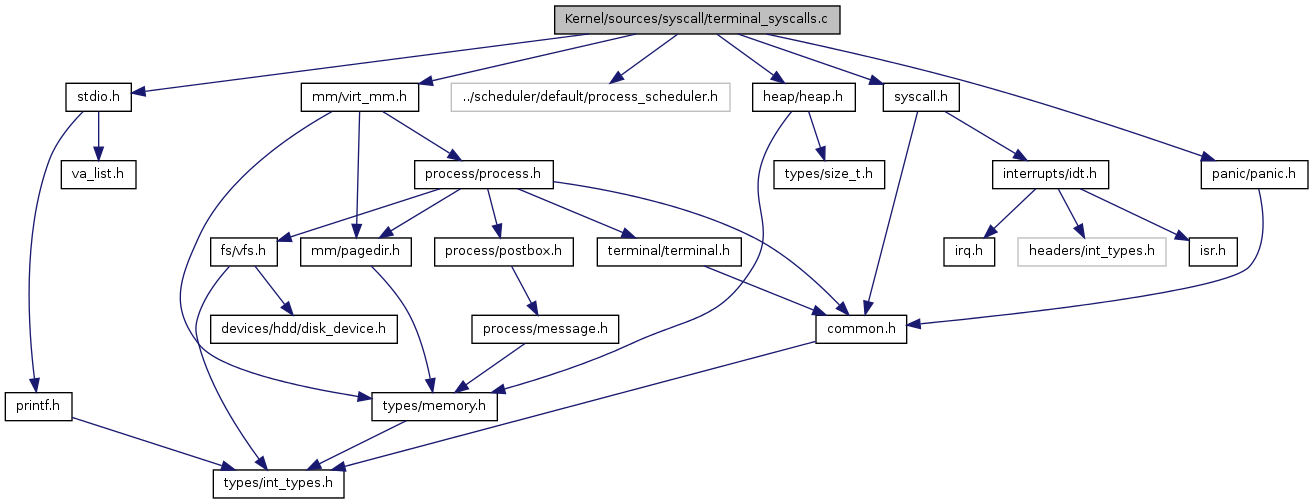 Kernel/sources/syscall/terminal_syscalls.c
stdio.h
mm/virt_mm.h
../scheduler/default/process_scheduler.h
heap/heap.h
syscall.h
va_list.h
process/process.h
types/size_t.h
interrupts/idt.h
panic/panic.h
fs/vfs.h
mm/pagedir.h
process/postbox.h
terminal/terminal.h
irq.h
headers/int_types.h
isr.h
devices/hdd/disk_device.h
process/message.h
common.h
printf.h
types/memory.h
types/int_types.h